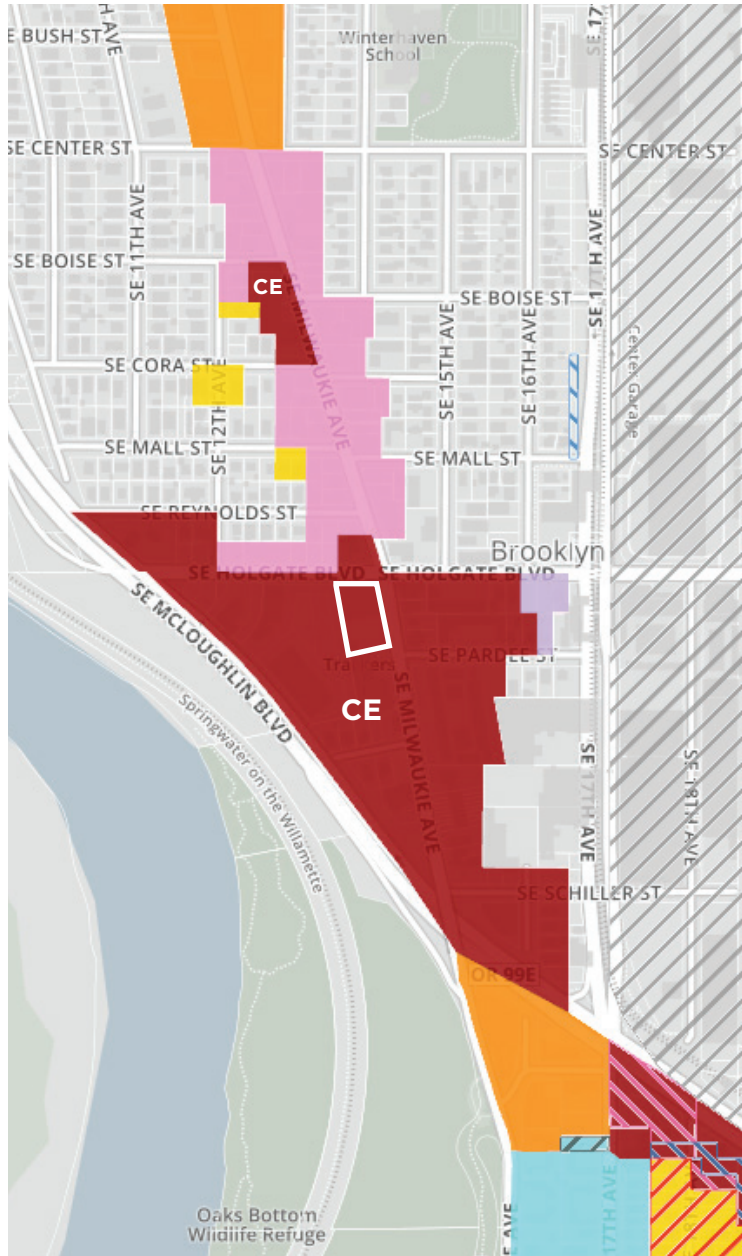 H AVE
SE 17
E BUSH ST
Winterhaven
School
SE CENTER ST
SE CENTER ST
SE 11TH AVE
SE 17TH AVE
SE BOISE ST
CE
SE MILWAUKIE AVE
SE BOISE ST
SE 15TH AVE
SE 16TH AVE
Center Garage
SE CORA ST
SE 12TH AVE
SE MALL ST
SE MALL ST
SE REYNOLDS ST
Brooklyn
SE HOLGATE BLVD
SE HOLGATE BLVD
SE MCLOUGHLIN BLVD
SE PARDEE ST
CE
SE MILWAUKIE AVE
Springwater on the Willamette
SE 17TH AVE
SE 18TH AVE
SE SCHILLER ST
OR 99E
Oaks Bottom
Wildlife Refuge
E AVE
17TH AVE